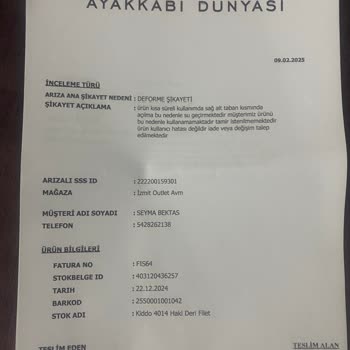 AYAKKABI DÜNYASI
09.02.2025
İNCELEME TÜRÜ
ARIZA ANA ŞİKAYET NEDENİ : DEFORME ŞİKAYETİ
ŞİKAYET AÇIKLAMA : ürün kısa süreli kullanımda sağ alt taban kısmında
açılma bu nedenle su geçirmektedir müşterimiz ürünü
bu nedenle kullanamamaktadır tamir istenilmemektedir
ürün kullanıcı hatası değildir iade veya değişim talep
edilmektedir
ARIZALI SSS ID : 222200159301
MAĞAZA : İzmit Outlet Avm
MÜŞTERİ ADI SOYADI : SEYMA BEKTAS
TELEFON : 5428262138
ÜRÜN BİLGİLERİ
FATURA NO : FIS64
STOKBELGE ID : 403120436257
TARIH : 22.12.2024
BARKOD : 2550001001042
STOK ADI : Kiddo 4014 Haki Deri Filet
TESLİM EDEN TESLİM ALAN